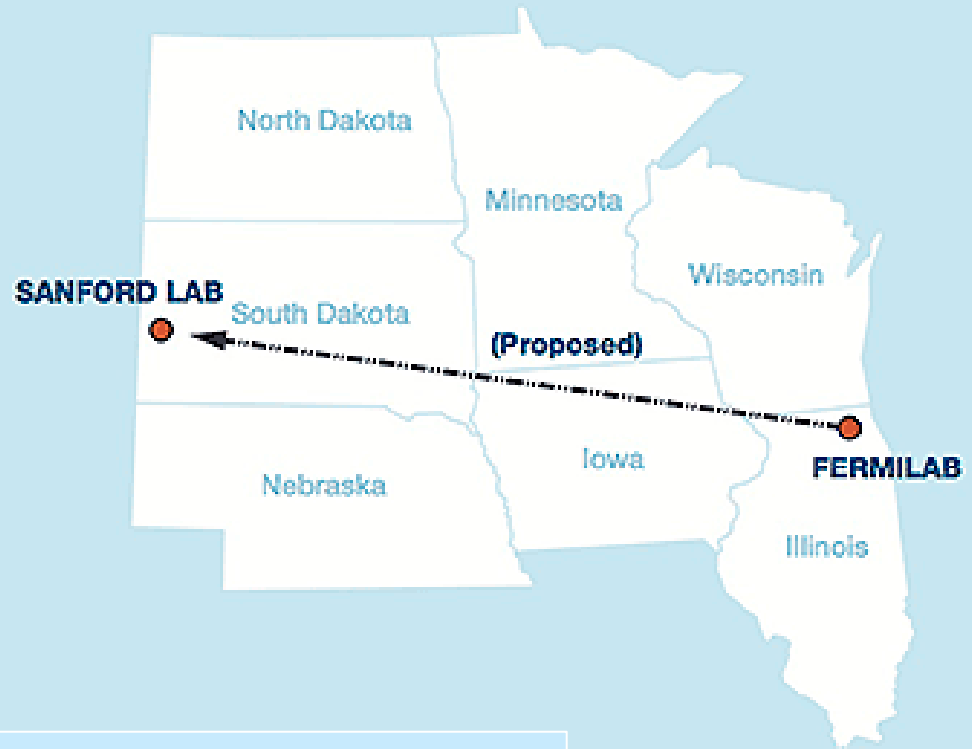 North Dakota
Minnesota
Wisconsin
SANFORD LAB
South Dakota
(Proposed)
Iowa
FERMILAB
Nebraska
Illinois